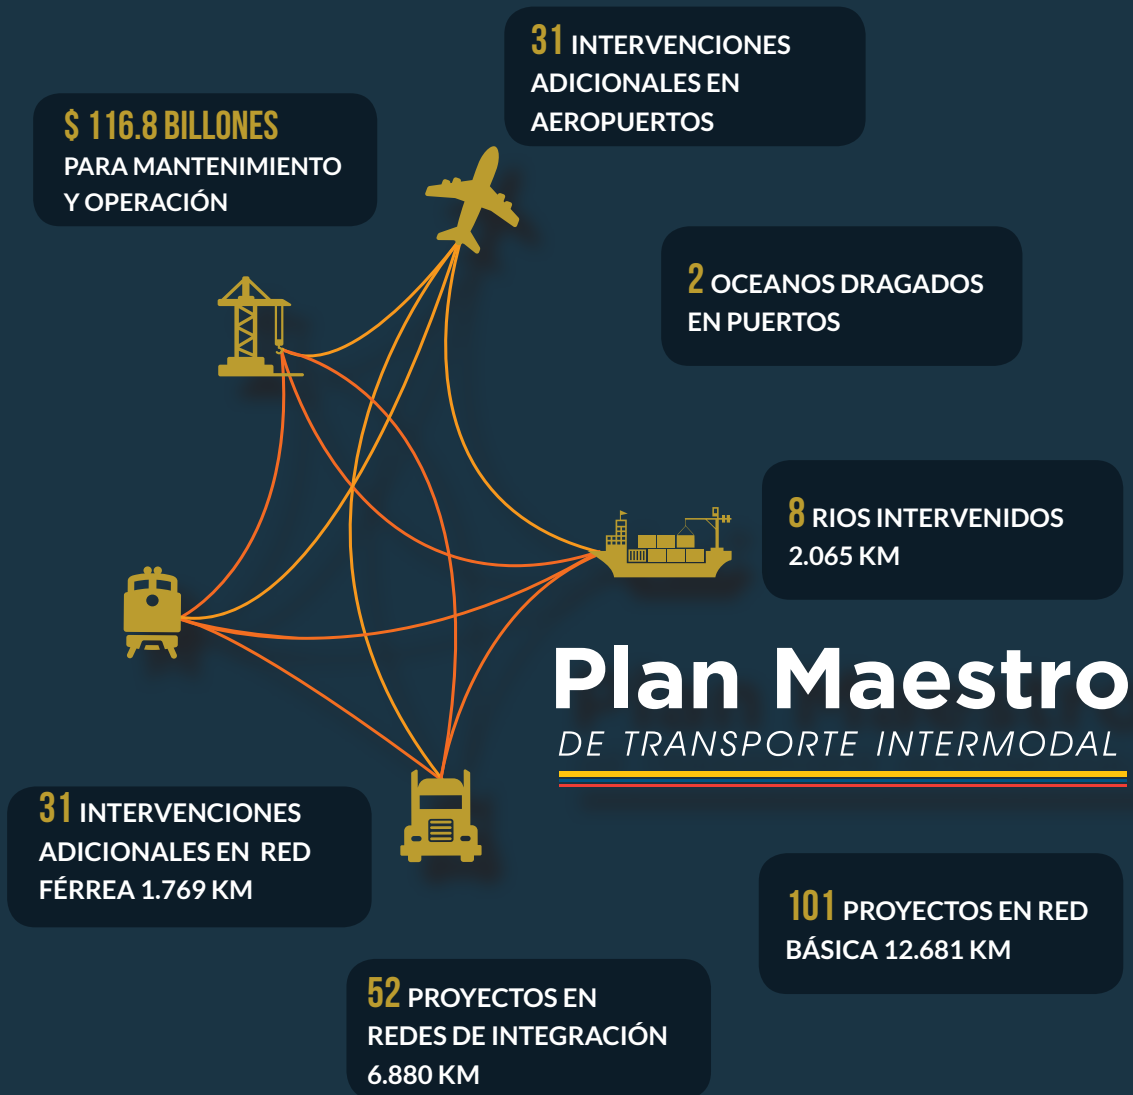 31 INTERVENCIONES
ADICIONALES EN
AEROPUERTOS
$ 116.8 BILLONES
PARA MANTENIMIENTO
Y OPERACIÓN
2 OCEANOS DRAGADOS
EN PUERTOS
8 RIOS INTERVENIDOS
2.065 KM
Plan Maestro
DE TRANSPORTE INTERMODAL
31 INTERVENCIONES
ADICIONALES EN RED
FÉRREA 1.769 KM
101 PROYECTOS EN RED
BÁSICA 12.681 KM
52 PROYECTOS EN
REDES DE INTEGRACIÓN
6.880 KM